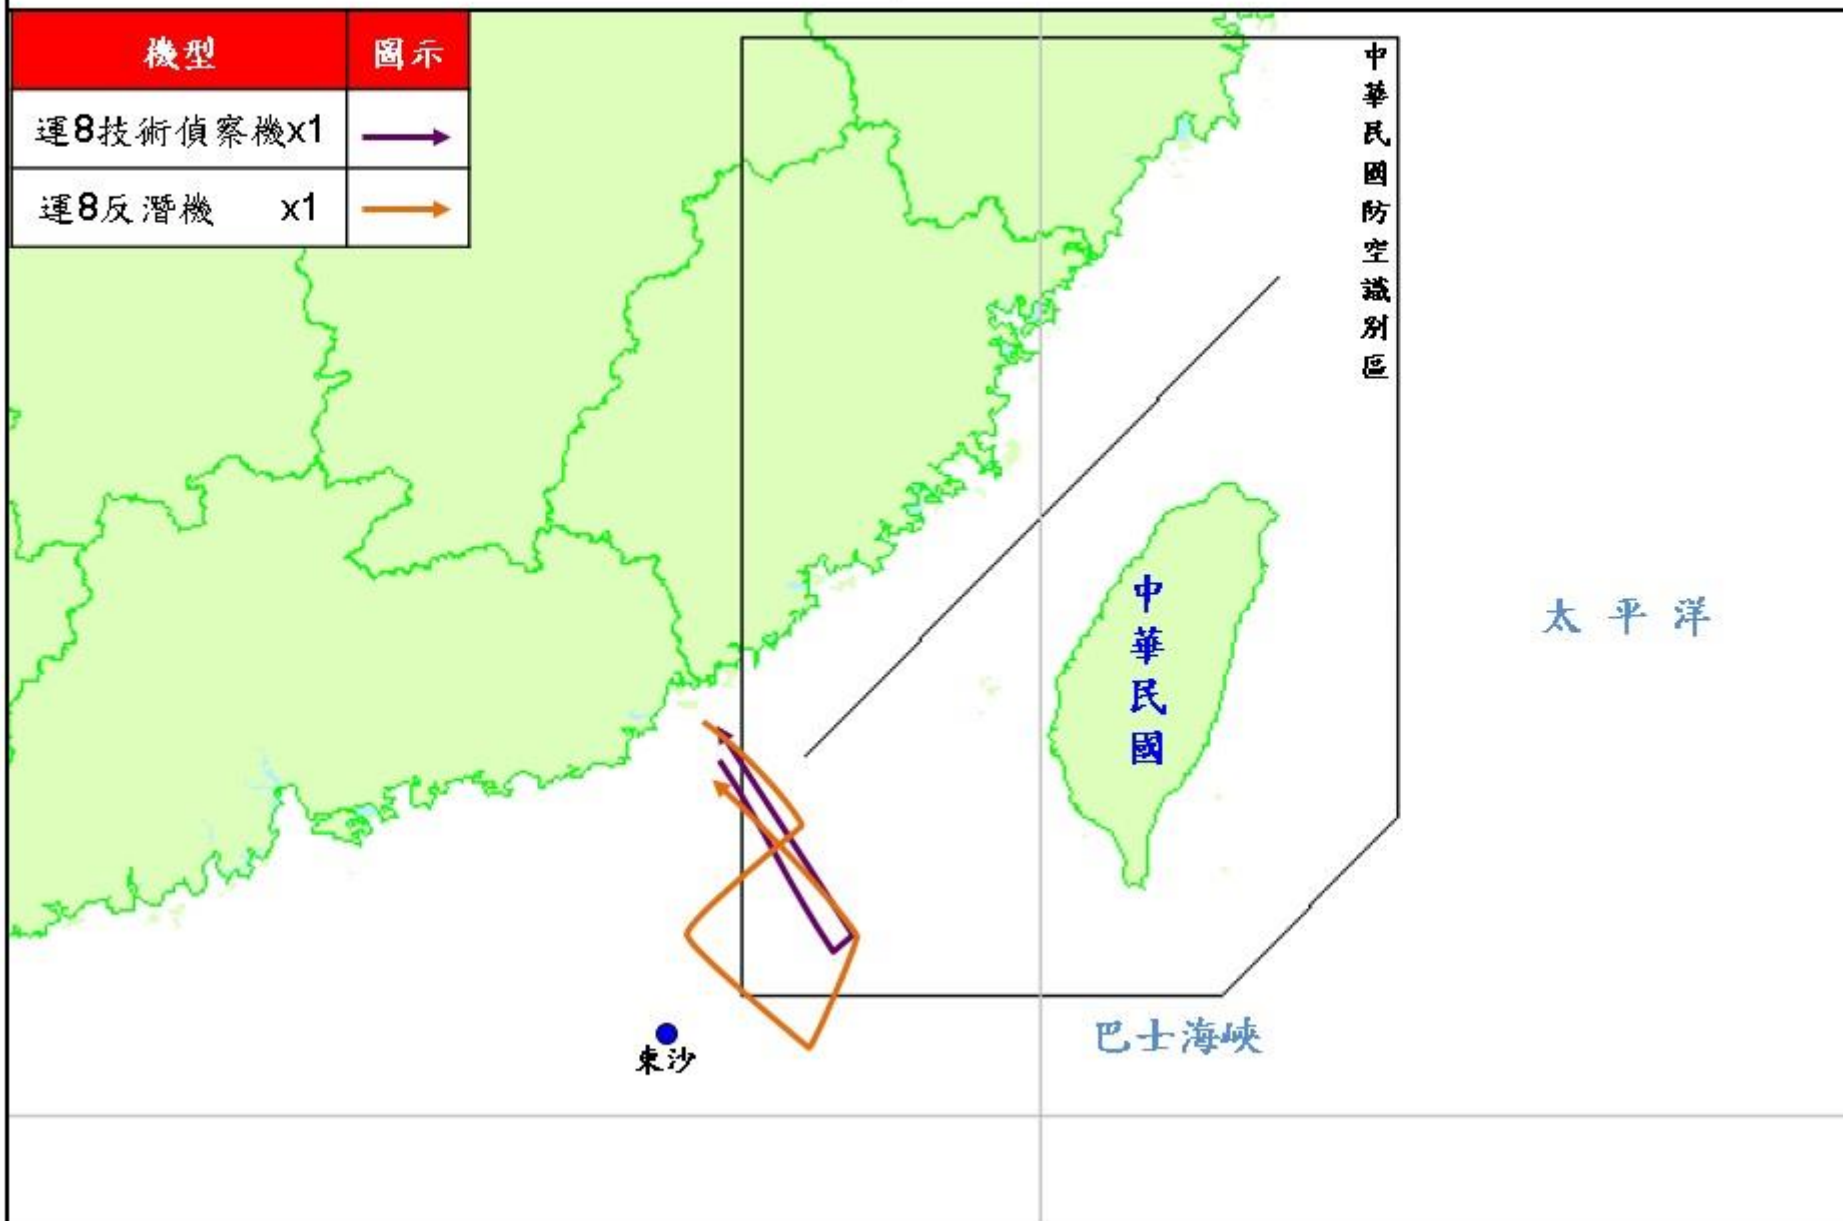 機型 圖示
運8技術偵察機x1
運8反潛機 x1
中華民國防空識別區
中華民國
太平洋
巴士海峽
東沙